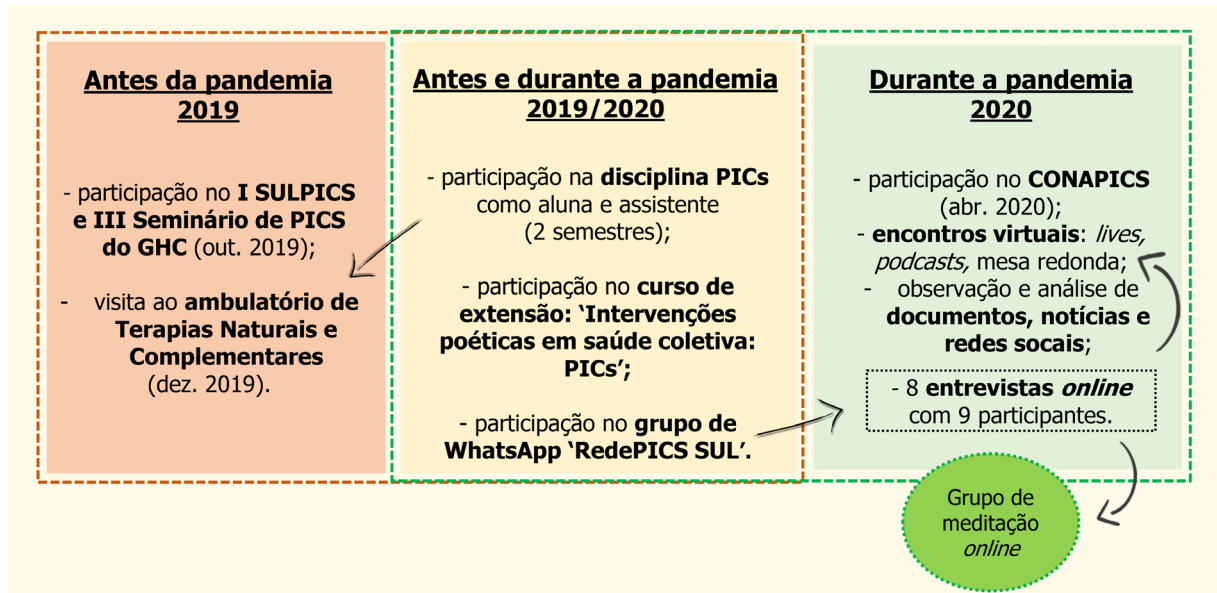 Antes da pandemia
2019
- participação no I SULPICS
e III Seminário de PICS
do GHC (out. 2019);
- visita ao ambulatório de
Terapias Naturais e
Complementares
(dez. 2019).
Antes e durante a pandemia
2019/2020
- participação na disciplina PICs
como aluna e assistente
(2 semestres);
- participação no curso de
extensão: ‘Intervenções
poéticas em saúde coletiva:
PICs’;
- participação no grupo de
WhatsApp ‘RedePICS SUL’.
Durante a pandemia
2020
- participação no CONAPICS
(abr. 2020);
- encontros virtuais: lives,
podcasts, mesa redonda;
- observação e análise de
documentos, notícias e
redes socais;
- 8 entrevistas online
com 9 participantes.
Grupo de
meditação
online